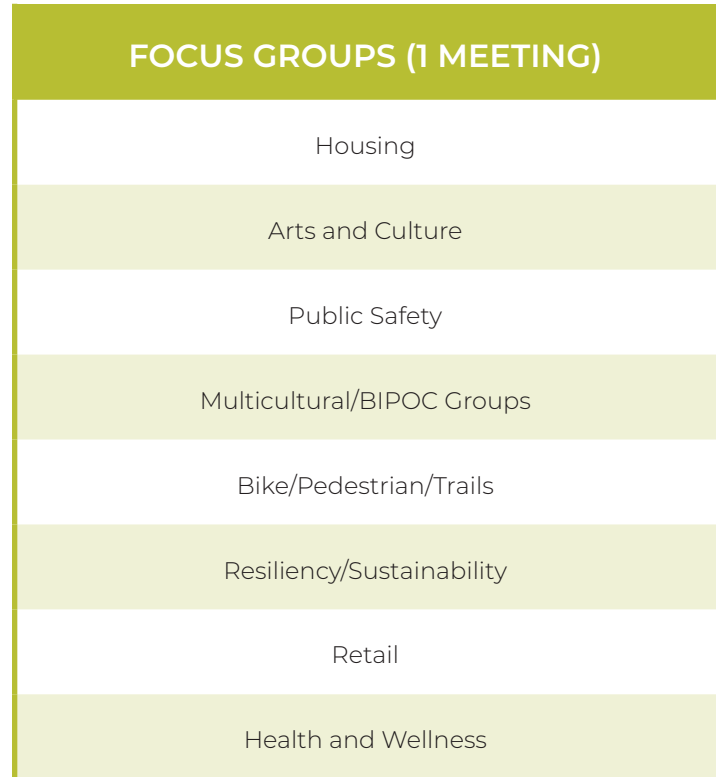 FOCUS GROUPS (1 MEETING)
Housing
Arts and Culture
Public Safety
Multicultural/BIPOC Groups
Bike/Pedestrian/Trails
Resiliency/Sustainability
Retail
Health and Wellness